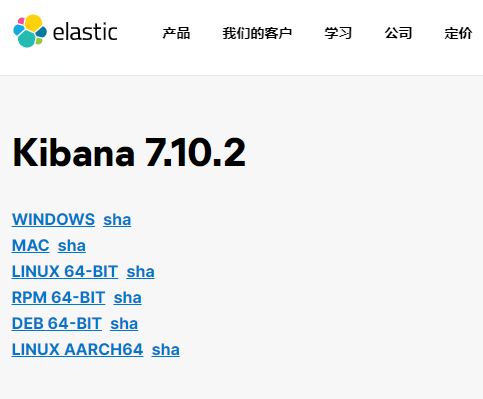 elastic 产品 我们的客户 学习 公司 定价
Kibana 7.10.2
WINDOWS sha
MAC sha
LINUX 64-BIT sha
RPM 64-BIT sha
DEB 64-BIT sha
LINUX AARCH64 sha